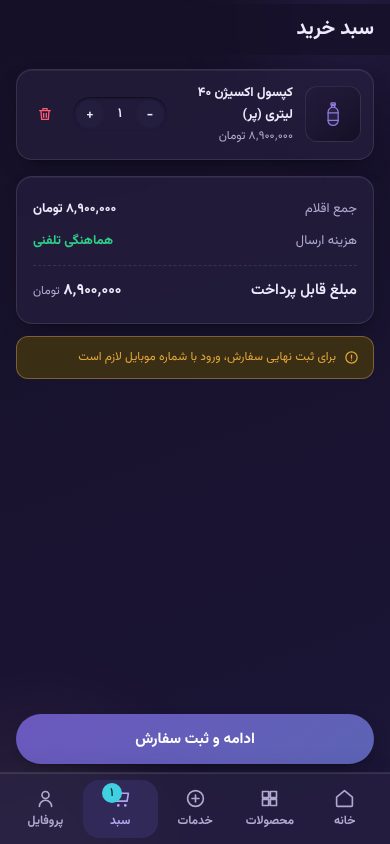 سبد خرید
کپسول اکسیژن ۴۰
لیتری (پر)
۸,۹۰۰,۰۰۰ تومان
- ۱ +
جمع اقلام ۸,۹۰۰,۰۰۰ تومان
هزینه ارسال هماهنگی تلفنی
مبلغ قابل پرداخت ۸,۹۰۰,۰۰۰ تومان
برای ثبت نهایی سفارش، ورود با شماره موبایل لازم است
ادامه و ثبت سفارش
۱
خانه محصولات خدمات سبد پروفایل